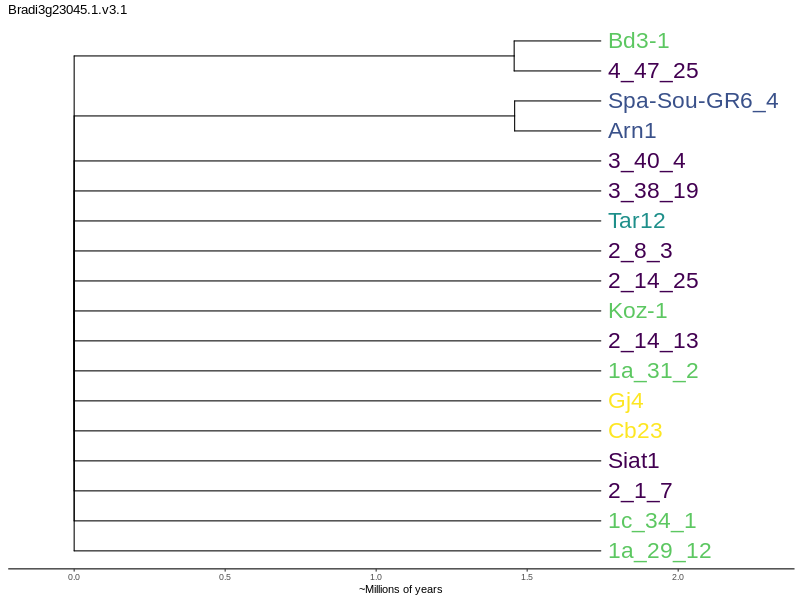 Bradi3g23045.1.v3.1
Bd3-1
4_47_25
Spa-Sou-GR6_4
Arn1
3_40_4
3_38_19
Tar12
2_8_3
2_14_25
Koz-1
2_14_13
1a_31_2
Gj4
Cb23
Siat1
2_1_7
1c_34_1
1a_29_12
0.0 0.5 1.0 1.5 2.0
~Millions of years